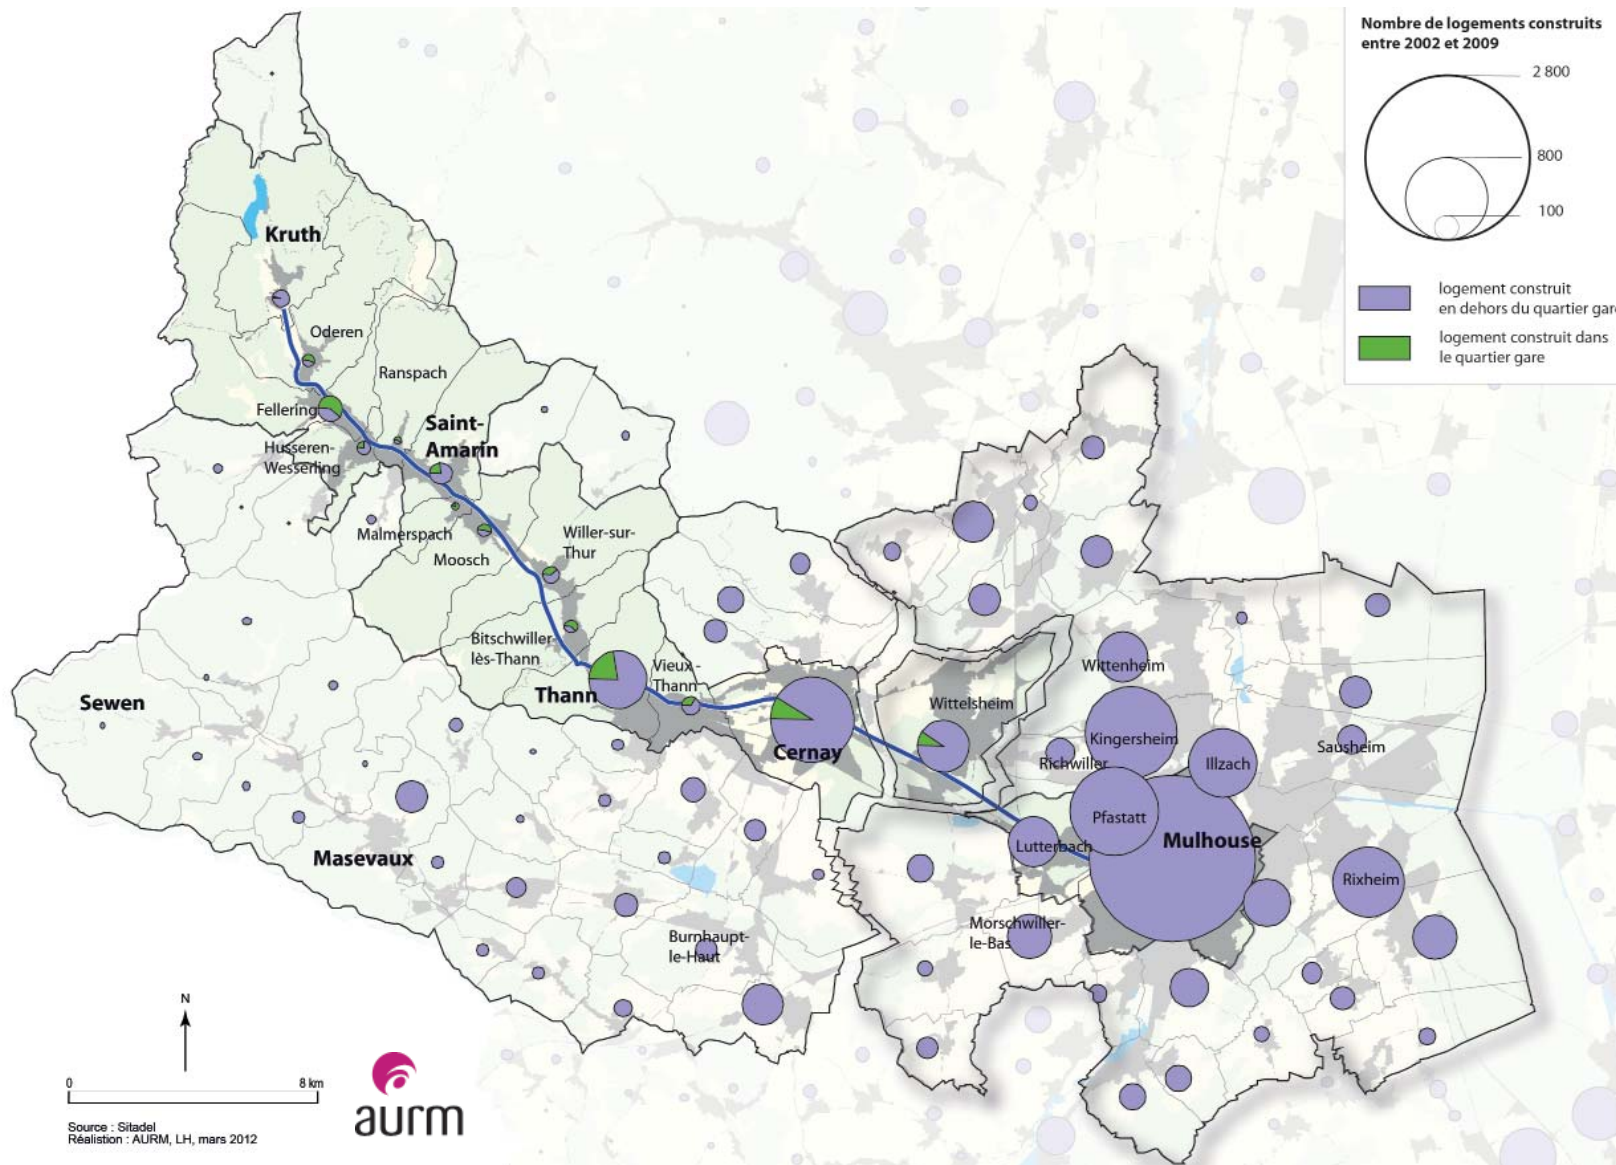 Nombre de logements construits
entre 2002 et 2009
2 800
800
100
logement construit
en dehors du quartier gare
logement construit dans
le quartier gare
Kruth
Oderen
Ranspach
Fellering
Saint-
Amarin
Husseren-
Wesserling
Malmerspach
Moosch
Willer-sur-
Thur
Bitschwiller-
lès-Thann
Vieux-
Thann
Thann
Sewen
Cernay
Wittelsheim
Wittenheim
Kingersheim
Richwiller
Illzach
Sausheim
Pfastatt
Mulhouse
Lutterbach
Masevaux
Rixheim
Morschwiller-
le-Bas
Burnhaupt-
le-Haut
N
0
8 km
aurm
Source : Sitadel
Réalistion : AURM, LH, mars 2012